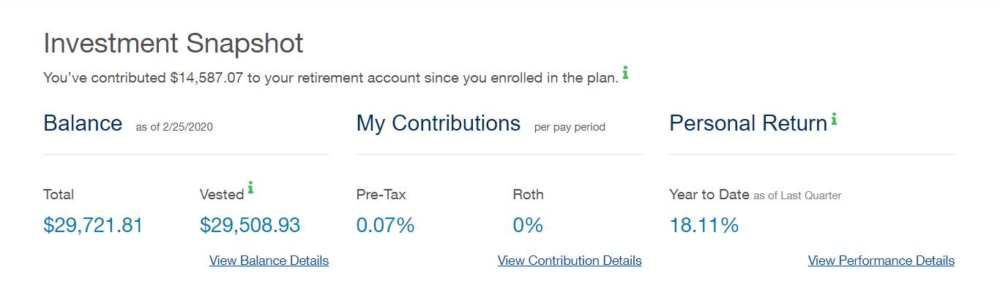 Investment Snapshot
You’ve contributed $14,587.07 to your retirement account since you enrolled in the plan. i
Balance as of 2/25/2020
My Contributions per pay period
Personal Return i
Total
Vested i
Pre-Tax
Roth
Year to Date as of Last Quarter
$29,721.81
$29,508.93
0.07%
0%
18.11%
View Balance Details
View Contribution Details
View Performance Details